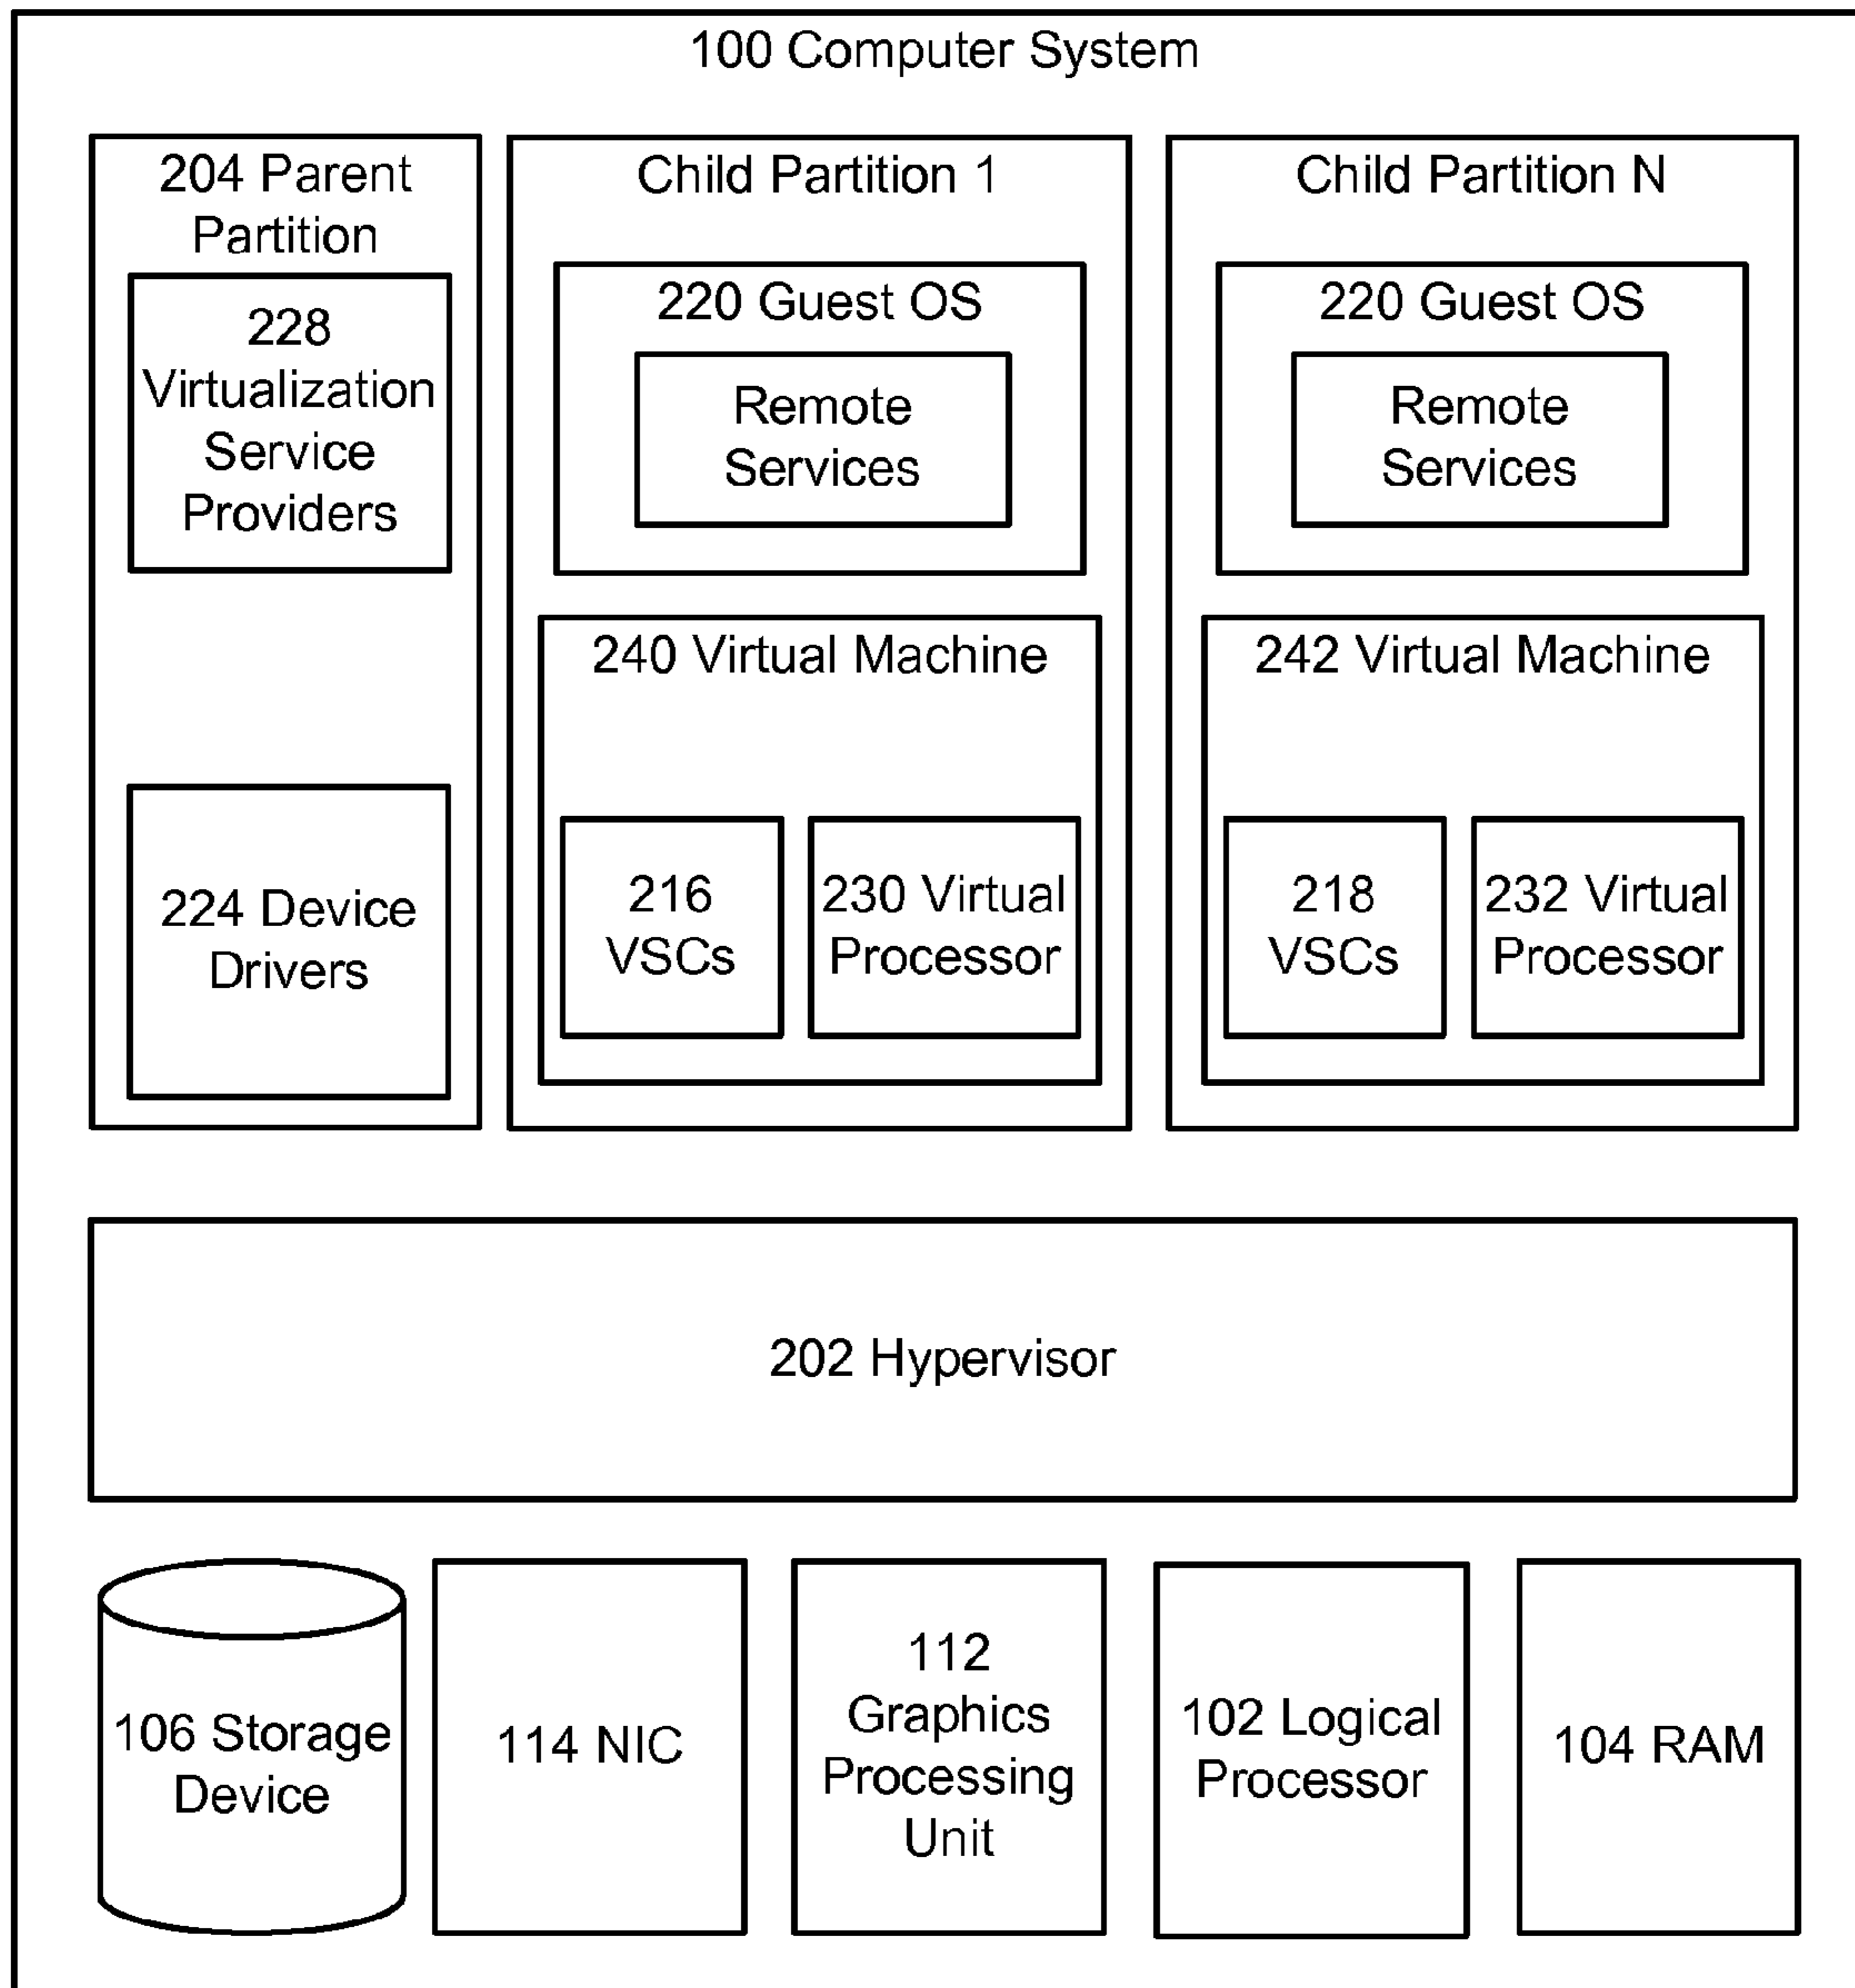 100 Computer System
204 Parent
Partition
228
Virtualization
Service
Providers
224 Device
Drivers
Child Partition 1
220 Guest OS
Remote
Services
240 Virtual Machine
216
VSCs
230 Virtual
Processor
Child Partition N
220 Guest OS
Remote
Services
242 Virtual Machine
218
VSCs
232 Virtual
Processor
202 Hypervisor
106 Storage
Device
114 NIC
112
Graphics
Processing
Unit
102 Logical
Processor
104 RAM